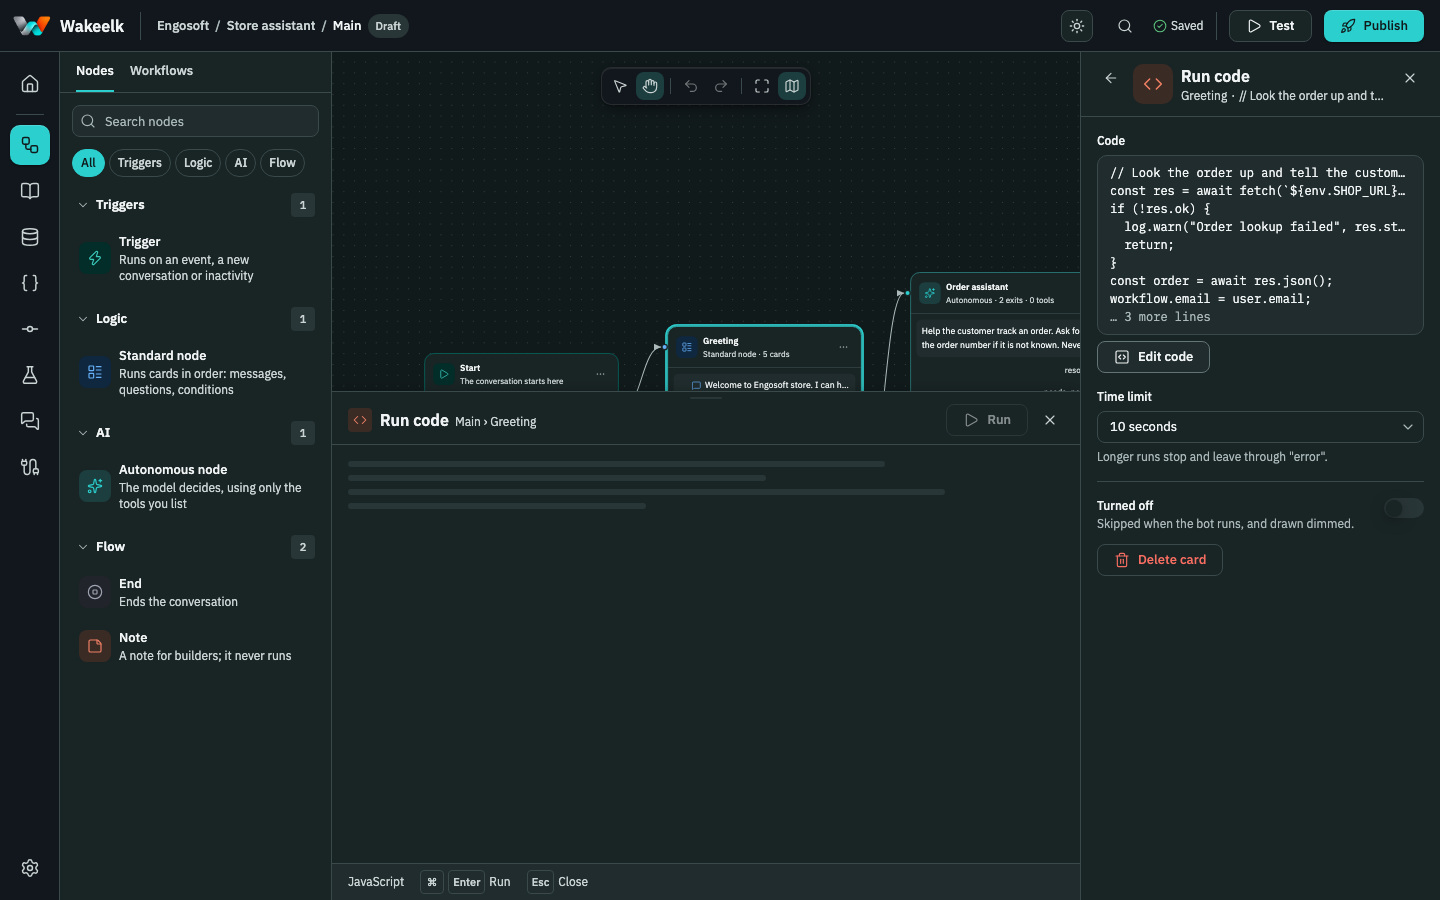 Wakeelk
Engosoft / Store assistant / Main Draft
Saved
Test
Publish
Nodes Workflows
Search nodes
All Triggers Logic AI Flow
Triggers 1
Trigger
Runs on an event, a new
conversation or inactivity
Logic 1
Standard node
Runs cards in order: messages,
questions, conditions
AI 1
Autonomous node
The model decides, using only the
tools you list
Flow 2
End
Ends the conversation
Note
A note for builders; it never runs
Start
The conversation starts here
Greeting
Standard node · 5 cards
Welcome to Engosoft store. I can h...
Order assistant
Autonomous · 2 exits · 0 tools
Help the customer track an order. Ask fo
the order number if it is not known. Neve
reso
Run code Main › Greeting
Run
JavaScript ⌘ Enter Run Esc Close
Run code
Greeting · // Look the order up and t...
Code
// Look the order up and tell the custom…
const res = await fetch(`${env.SHOP_URL}…
if (!res.ok) {
  log.warn("Order lookup failed", res.st…
  return;
}
const order = await res.json();
workflow.email = user.email;
… 3 more lines
Edit code
Time limit
10 seconds
Longer runs stop and leave through "error".
Turned off
Skipped when the bot runs, and drawn dimmed.
Delete card